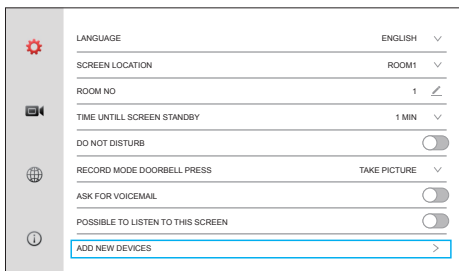 LANGUAGE ENGLISH
SCREEN LOCATION ROOM1
ROOM NO 1
TIME UNTILL SCREEN STANDBY 1 MIN
DO NOT DISTURB
RECORD MODE DOORBELL PRESS TAKE PICTURE
ASK FOR VOICEMAIL
POSSIBLE TO LISTEN TO THIS SCREEN
ADD NEW DEVICES